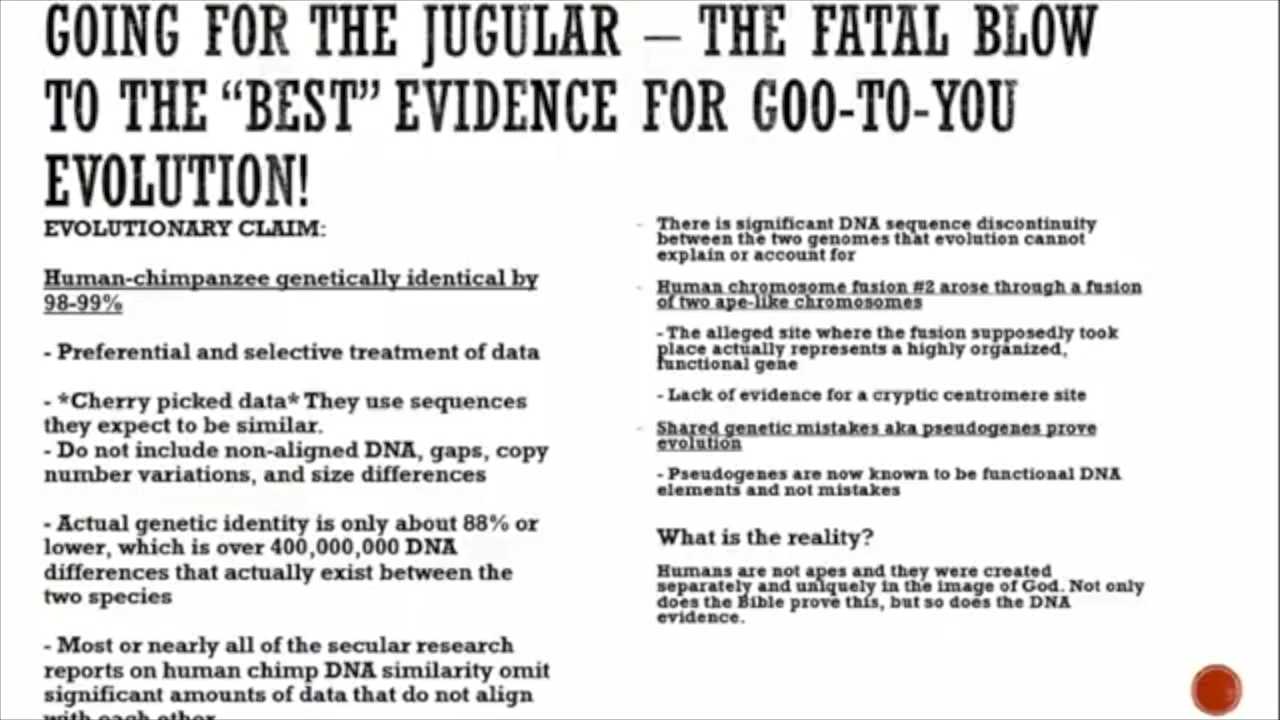 GOING FOR THE JUGULAR – THE FATAL BLOW
TO THE “BEST” EVIDENCE FOR GOO-TO-YOU
EVOLUTION!
EVOLUTIONARY CLAIM:
Human-chimpanzee genetically identical by
98-99%
- Preferential and selective treatment of data
- *Cherry picked data* They use sequences
they expect to be similar.
- Do not include non-aligned DNA, gaps, copy
number variations, and size differences
- Actual genetic identity is only about 88% or
lower, which is over 400,000,000 DNA
differences that actually exist between the
two species
- Most or nearly all of the secular research
reports on human chimp DNA similarity omit
significant amounts of data that do not align
with each other
- There is significant DNA sequence discontinuity
between the two genomes that evolution cannot
explain or account for
- Human chromosome fusion #2 arose through a fusion
of two ape-like chromosomes
- The alleged site where the fusion supposedly took
place actually represents a highly organized,
functional gene
- Lack of evidence for a cryptic centromere site
- Shared genetic mistakes aka pseudogenes prove
evolution
- Pseudogenes are now known to be functional DNA
elements and not mistakes
What is the reality?
Humans are not apes and they were created
separately and uniquely in the image of God. Not only
does the Bible prove this, but so does the DNA
evidence.